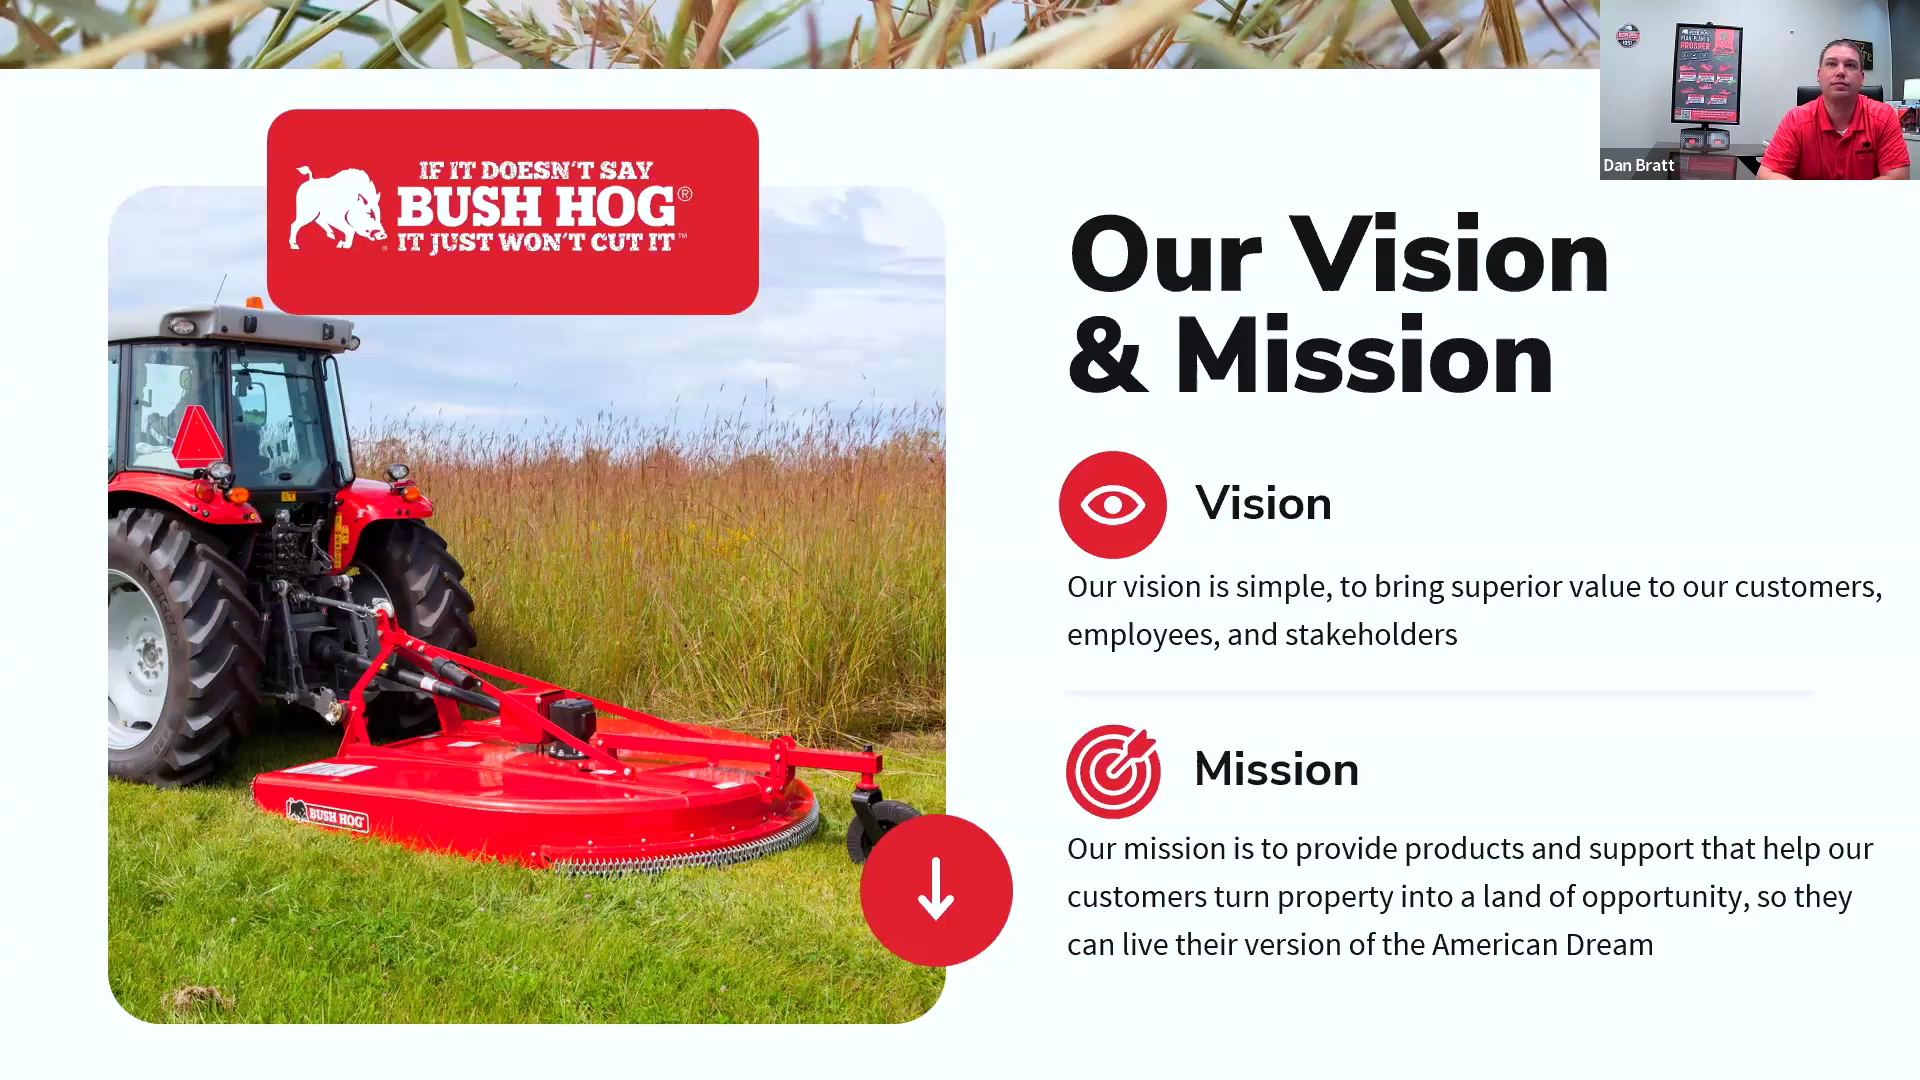 IF IT DOESN'T SAY
BUSH HOG®
IT JUST WON'T CUT IT™
BUSH HOG
Our Vision
& Mission
Vision
Our vision is simple, to bring superior value to our customers,
employees, and stakeholders
Mission
Our mission is to provide products and support that help our
customers turn property into a land of opportunity, so they
can live their version of the American Dream
PROSPER
Dan Bratt